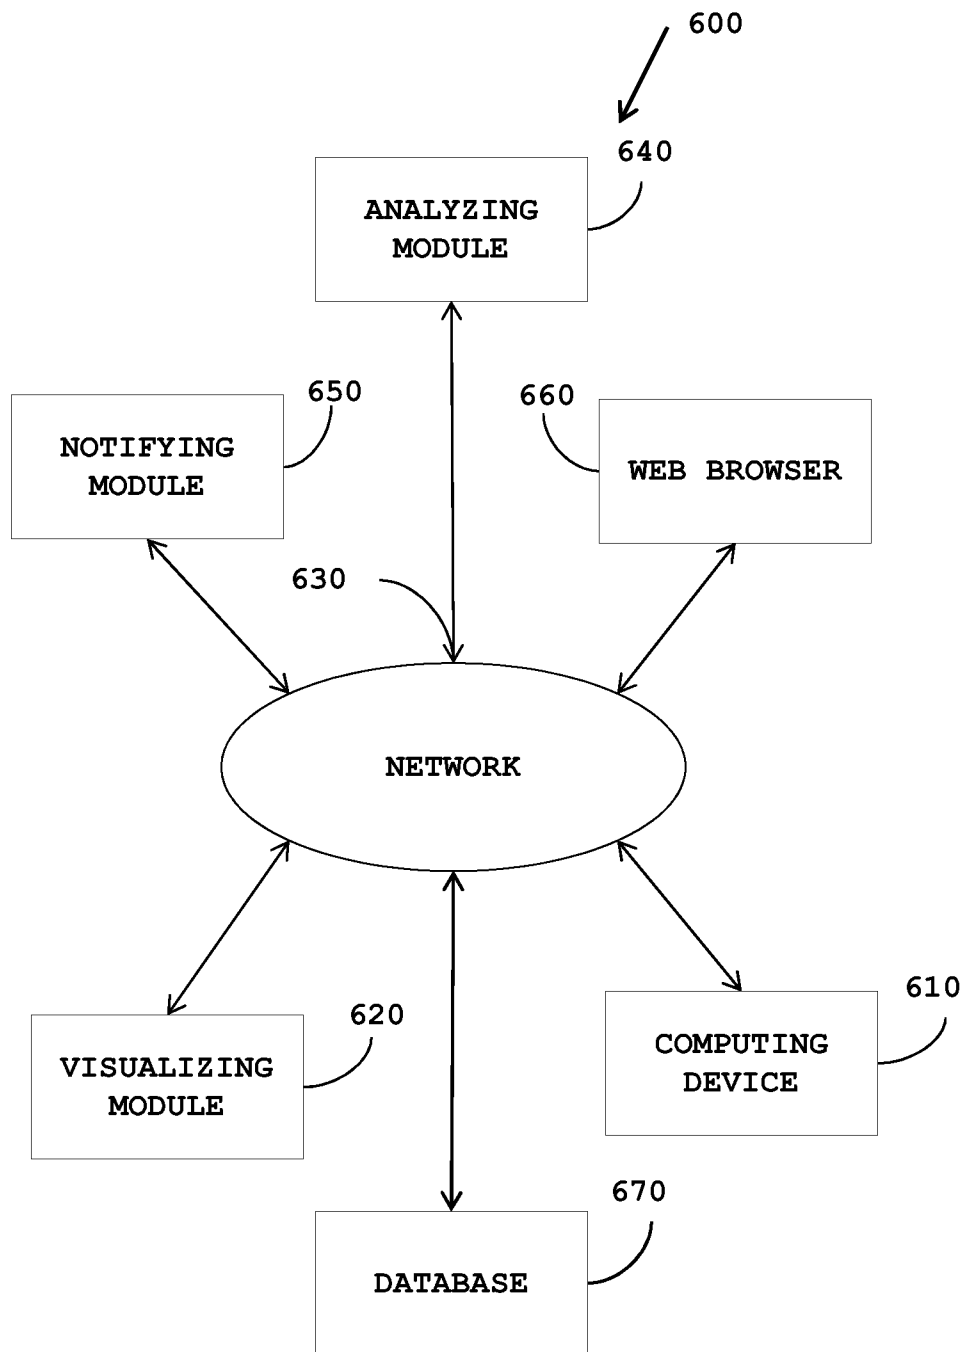 600
640
ANALYZING
MODULE
650
660
NOTIFYING
MODULE
WEB BROWSER
630
NETWORK
620
610
VISUALIZING
MODULE
COMPUTING
DEVICE
670
DATABASE